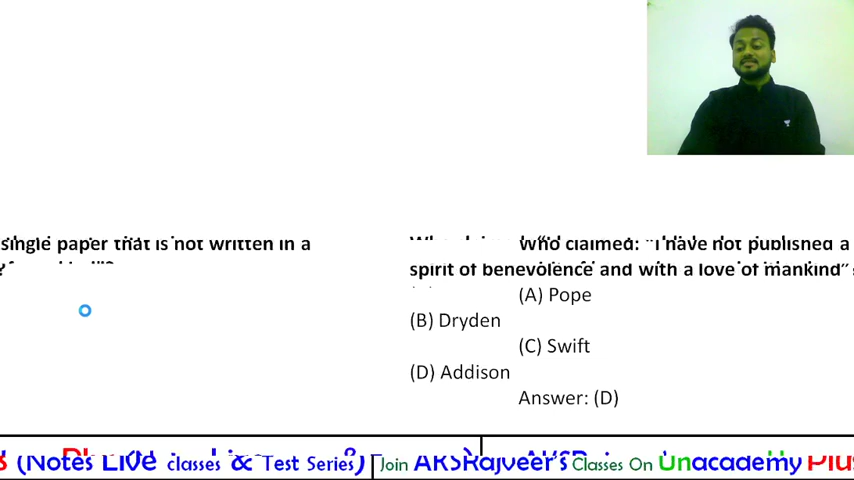 single paper that is not written in a
Who claimed: "I have not published a
spirit of benevolence and with a love of mankind"
(A) Pope
(B) Dryden
(C) Swift
(D) Addison
Answer: (D)
(Notes Live classes & Test Series) Join AKSRajveer's Classes On Unacademy Plus